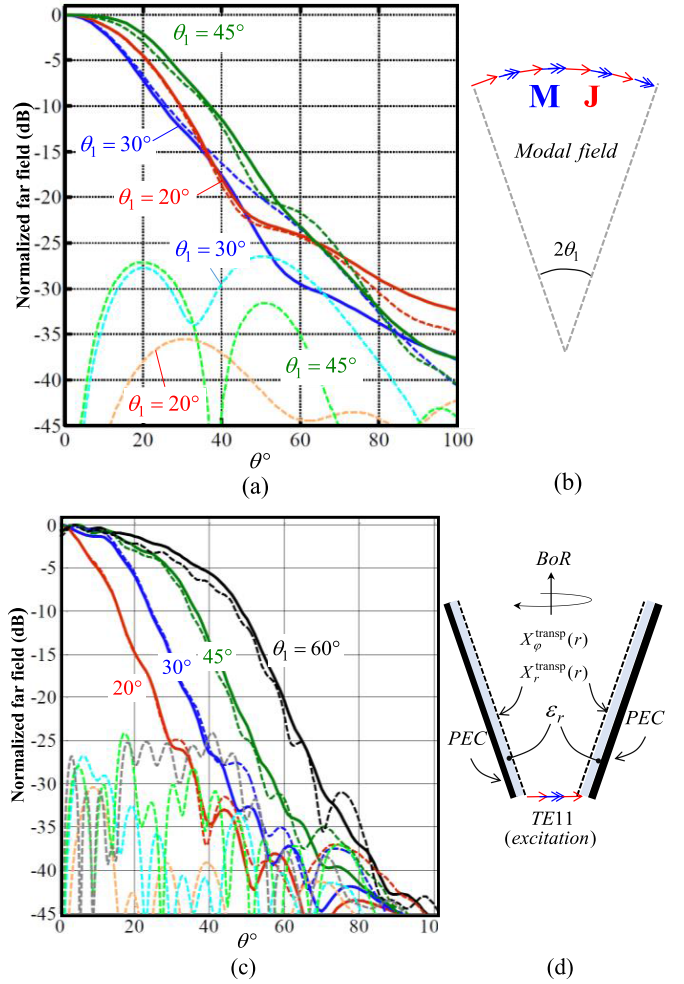 Normalized far field (dB)
0
-5
-10
-15
-20
-25
-30
-35
-40
-45
θ₁ = 45°
θ₁ = 30°
θ₁ = 20°
θ₁ = 30°
θ₁ = 45°
θ₁ = 20°
0 20 40 60 80 100
θ°
(a)
M J
Modal field
2θ₁
(b)
Normalized far field (dB)
0
-5
-10
-15
-20
-25
-30
-35
-40
-45
20°
30°
45°
θ₁ = 60°
0 20 40 60 80 100
θ°
(c)
BoR
X_φ^transp(r)
X_r^transp(r)
ε_r
PEC
PEC
TE11
(excitation)
(d)